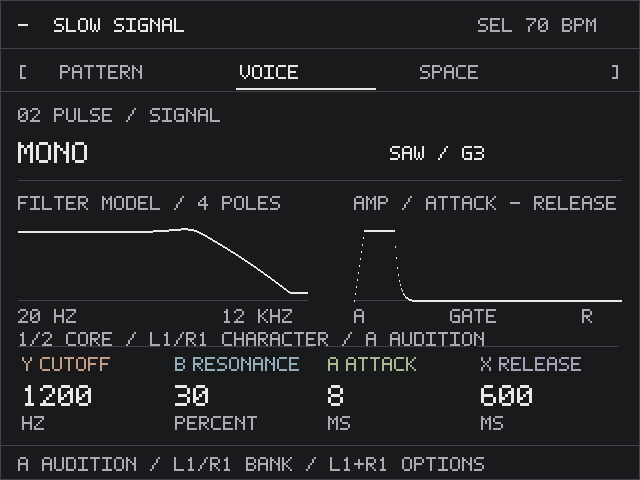 – SLOW SIGNAL SEL 70 BPM
[ PATTERN VOICE SPACE ]
02 PULSE / SIGNAL
MONO SAW / G3
FILTER MODEL / 4 POLES AMP / ATTACK – RELEASE
20 HZ 12 KHZ A GATE R
1/2 CORE / L1/R1 CHARACTER / A AUDITION
Y CUTOFF B RESONANCE A ATTACK X RELEASE
1200 30 8 600
HZ PERCENT MS MS
A AUDITION / L1/R1 BANK / L1+R1 OPTIONS